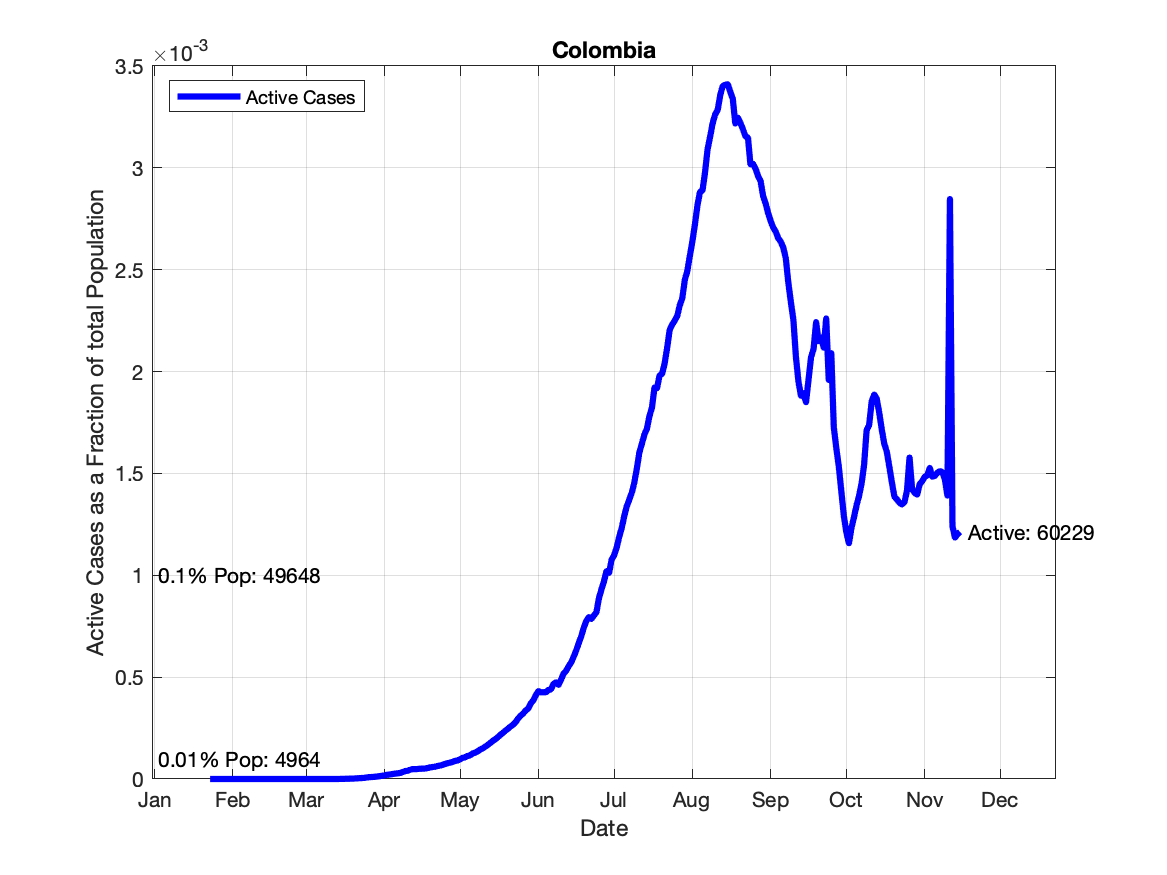 Colombia
×10-3
3.5
3
2.5
2
1.5
1
0.5
0
Active Cases
Active Cases as a Fraction of total Population
0.1% Pop: 49648
0.01% Pop: 4964
Active: 60229
Jan Feb Mar Apr May Jun Jul Aug Sep Oct Nov Dec
Date